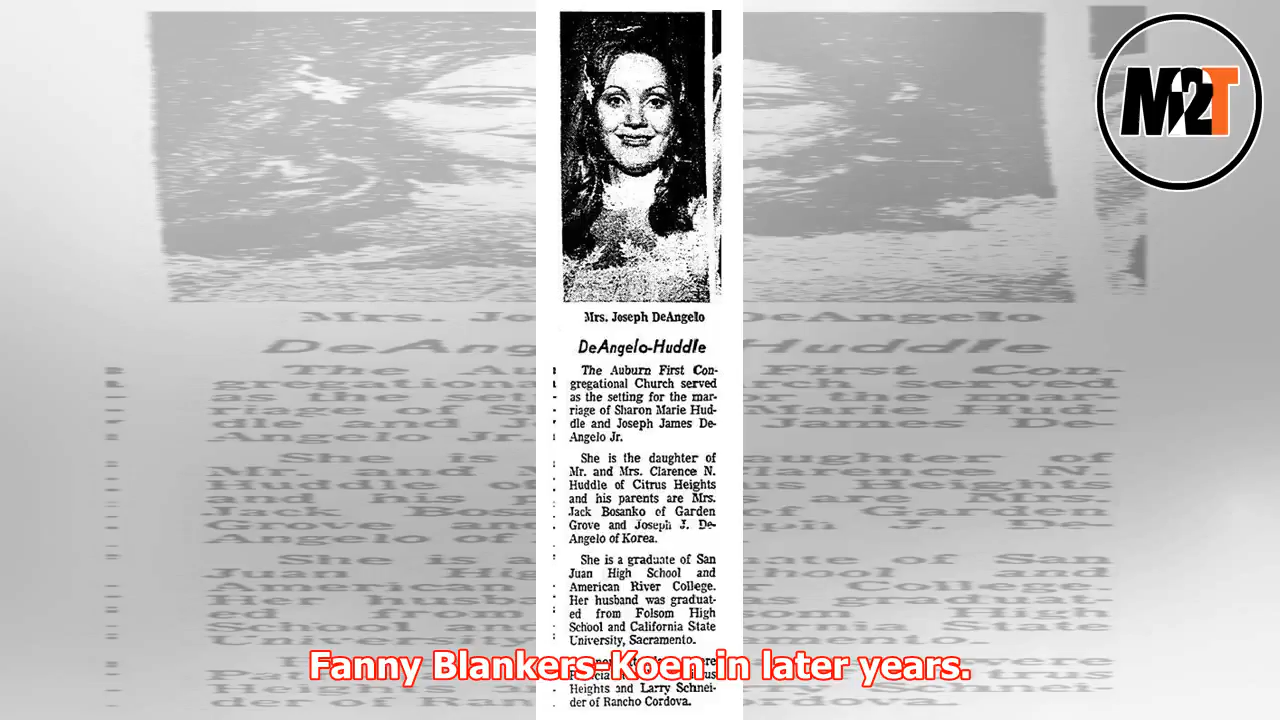 M2T
Mrs. Joseph DeAngelo
DeAngelo-Huddle
The Auburn First Con-
gregational Church served
as the setting for the mar-
riage of Sharon Marie Hud-
dle and Joseph James De-
Angelo Jr.
She is the daughter of
Mr. and Mrs. Clarence N.
Huddle of Citrus Heights
and his parents are Mrs.
Jack Bosanko of Garden
Grove and Joseph J. De-
Angelo of Korea.
She is a graduate of San
Juan High School and
American River College.
Her husband was graduat-
ed from Folsom High
School and California State
University, Sacramento.
Fanny Blankers-Koen in later years.
Heights and Larry Schnei-
der of Rancho Cordova.